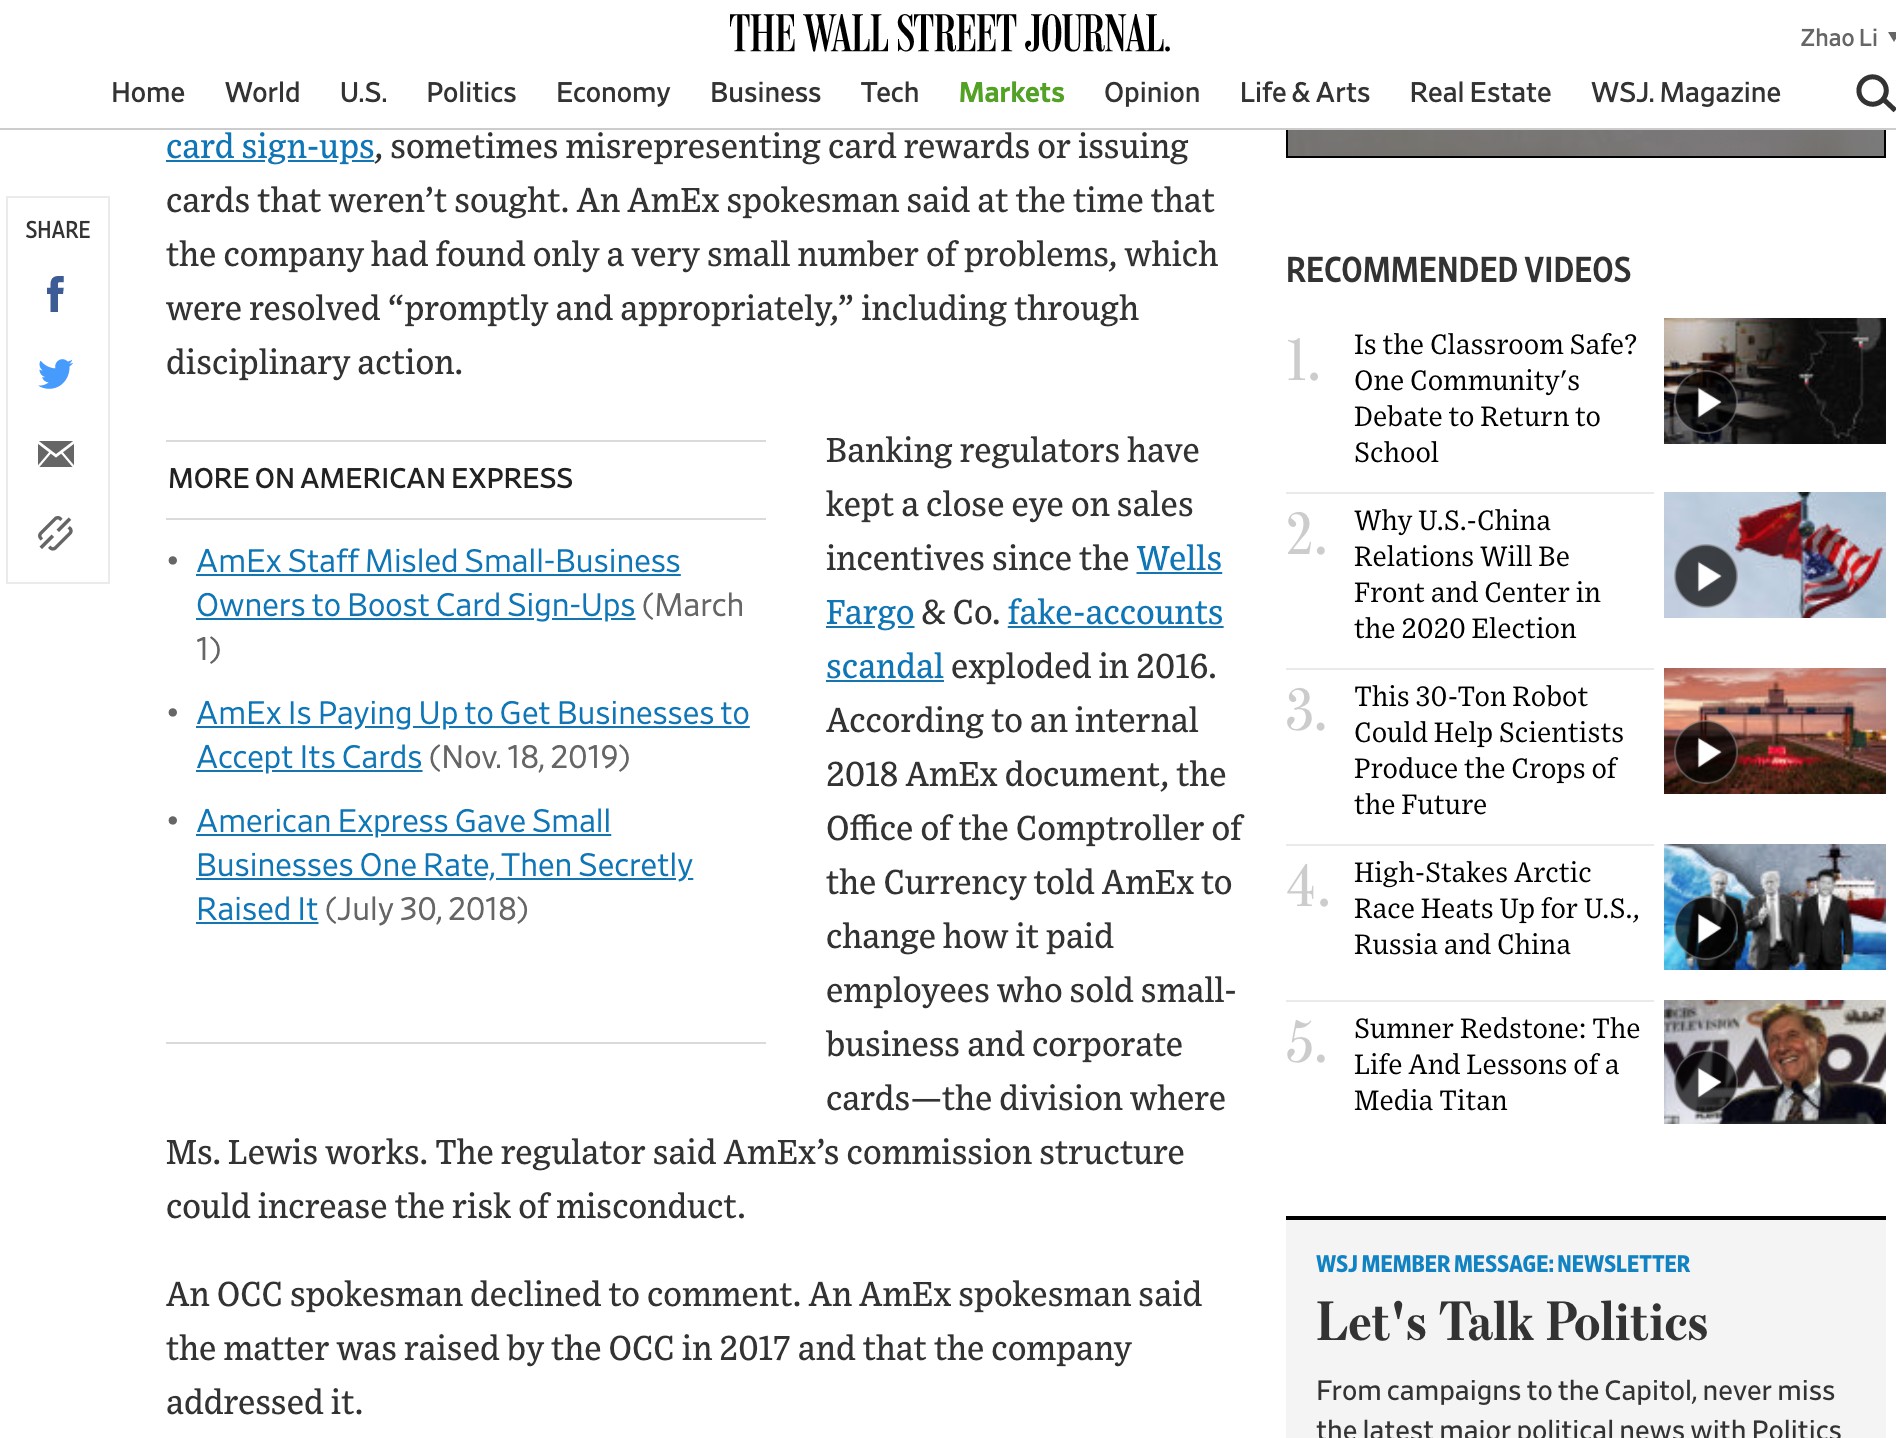 THE WALL STREET JOURNAL.
Zhao Li
Home World U.S. Politics Economy Business Tech Markets Opinion Life & Arts Real Estate WSJ. Magazine
SHARE
card sign-ups, sometimes misrepresenting card rewards or issuing
cards that weren’t sought. An AmEx spokesman said at the time that
the company had found only a very small number of problems, which
were resolved “promptly and appropriately,” including through
disciplinary action.
MORE ON AMERICAN EXPRESS
• AmEx Staff Misled Small-Business
Owners to Boost Card Sign-Ups (March
1)
• AmEx Is Paying Up to Get Businesses to
Accept Its Cards (Nov. 18, 2019)
• American Express Gave Small
Businesses One Rate, Then Secretly
Raised It (July 30, 2018)
Banking regulators have
kept a close eye on sales
incentives since the Wells
Fargo & Co. fake-accounts
scandal exploded in 2016.
According to an internal
2018 AmEx document, the
Office of the Comptroller of
the Currency told AmEx to
change how it paid
employees who sold small-
business and corporate
cards—the division where
Ms. Lewis works. The regulator said AmEx’s commission structure
could increase the risk of misconduct.
An OCC spokesman declined to comment. An AmEx spokesman said
the matter was raised by the OCC in 2017 and that the company
addressed it.
RECOMMENDED VIDEOS
1. Is the Classroom Safe?
One Community's
Debate to Return to
School
2. Why U.S.-China
Relations Will Be
Front and Center in
the 2020 Election
3. This 30-Ton Robot
Could Help Scientists
Produce the Crops of
the Future
4. High-Stakes Arctic
Race Heats Up for U.S.,
Russia and China
5. Sumner Redstone: The
Life And Lessons of a
Media Titan
CBS
TELEVISION
WSJ MEMBER MESSAGE: NEWSLETTER
Let's Talk Politics
From campaigns to the Capitol, never miss
the latest major political news with Politics